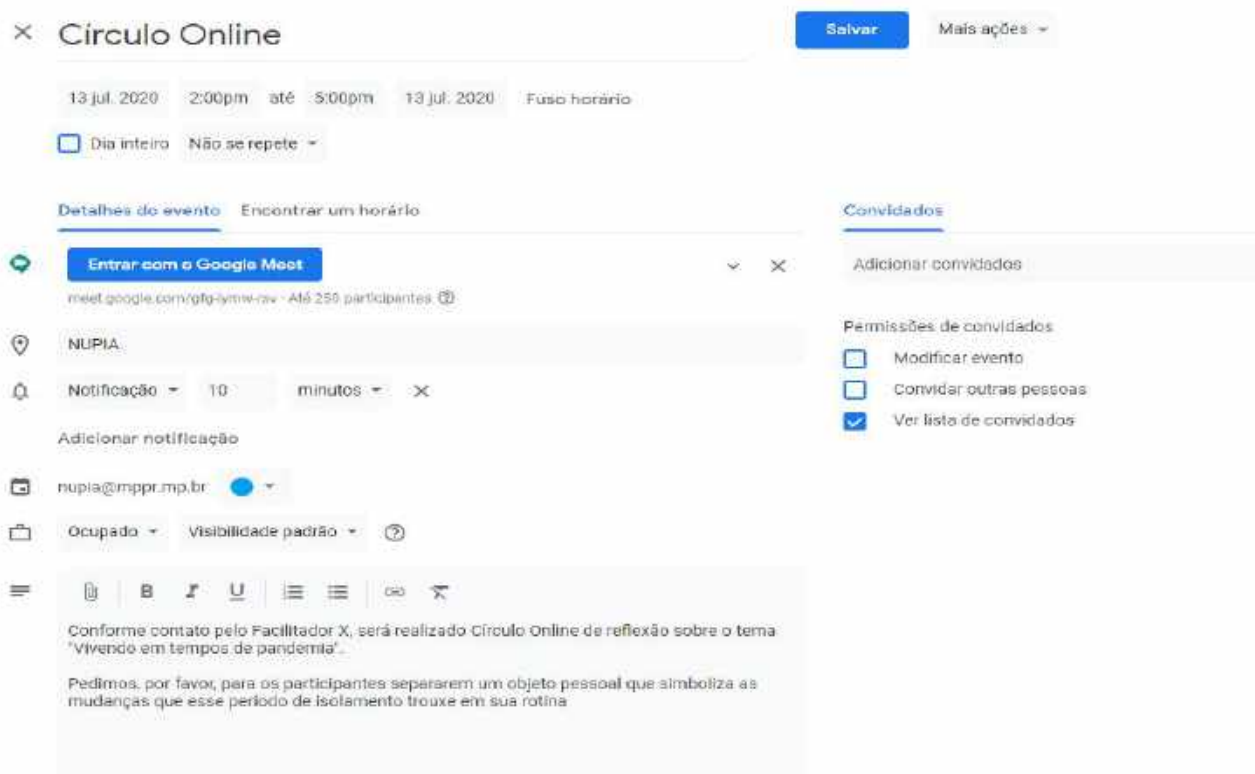 Círculo Online
Salvar
Mais ações
13 jul. 2020 2:00pm até 5:00pm 13 jul. 2020 Fuso horário
Dia inteiro Não se repete
Detalhes do evento Encontrar um horário
Convidados
Entrar com o Google Meet
Adicionar convidados
Até 250 participantes
NUPIA
Permissões de convidados
Modificar evento
Notificação 10 minutos
Convidar outras pessoas
Ver lista de convidados
Adicionar notificação
nupia@mppr.mp.br
Ocupado Visibilidade padrão
B I U
Conforme contato pelo Facilitador X, será realizado Círculo Online de reflexão sobre o tema
"Vivendo em tempos de pandemia".
Pedimos, por favor, para os participantes separarem um objeto pessoal que simboliza as
mudanças que esse período de isolamento trouxe em sua rotina